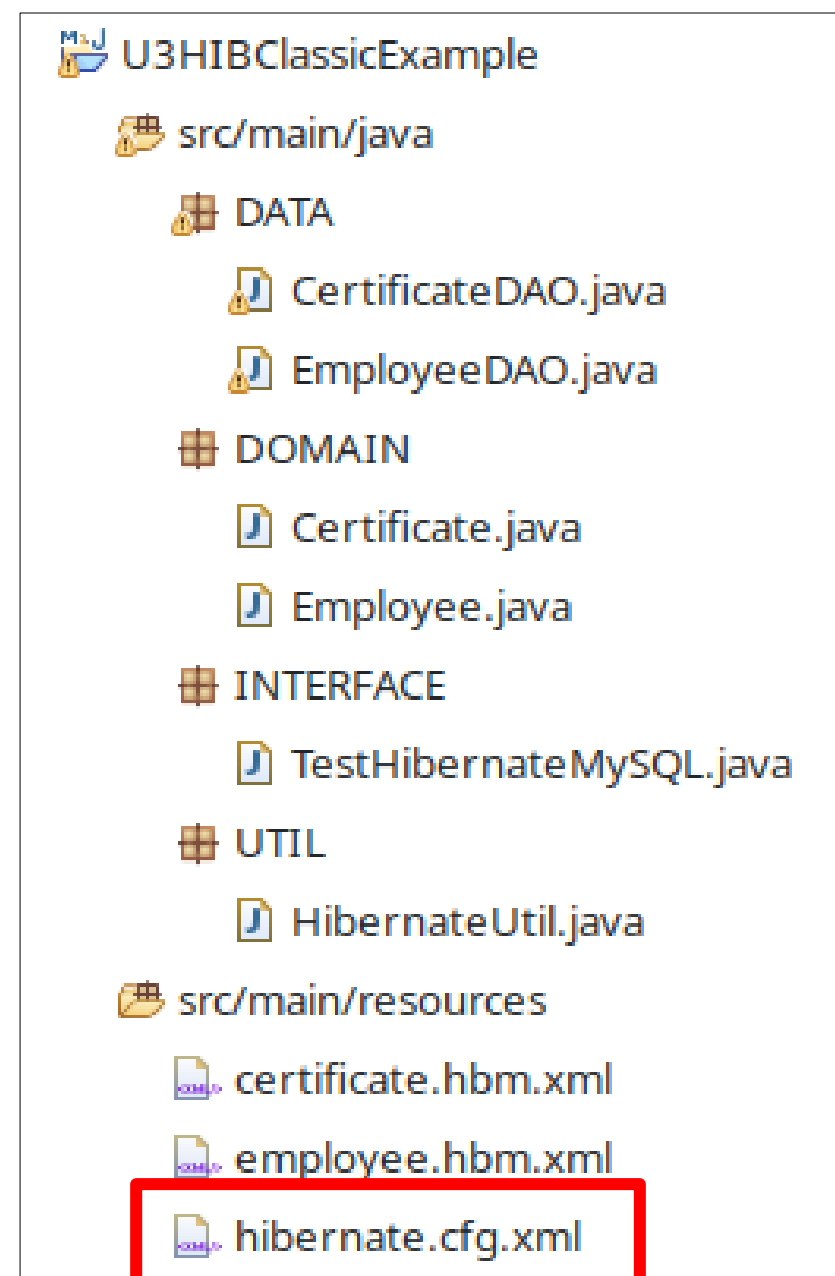 U3HIBClassicExample
src/main/java
DATA
CertificateDAO.java
EmployeeDAO.java
DOMAIN
Certificate.java
Employee.java
INTERFACE
TestHibernateMySQL.java
UTIL
HibernateUtil.java
src/main/resources
certificate.hbm.xml
employee.hbm.xml
hibernate.cfg.xml